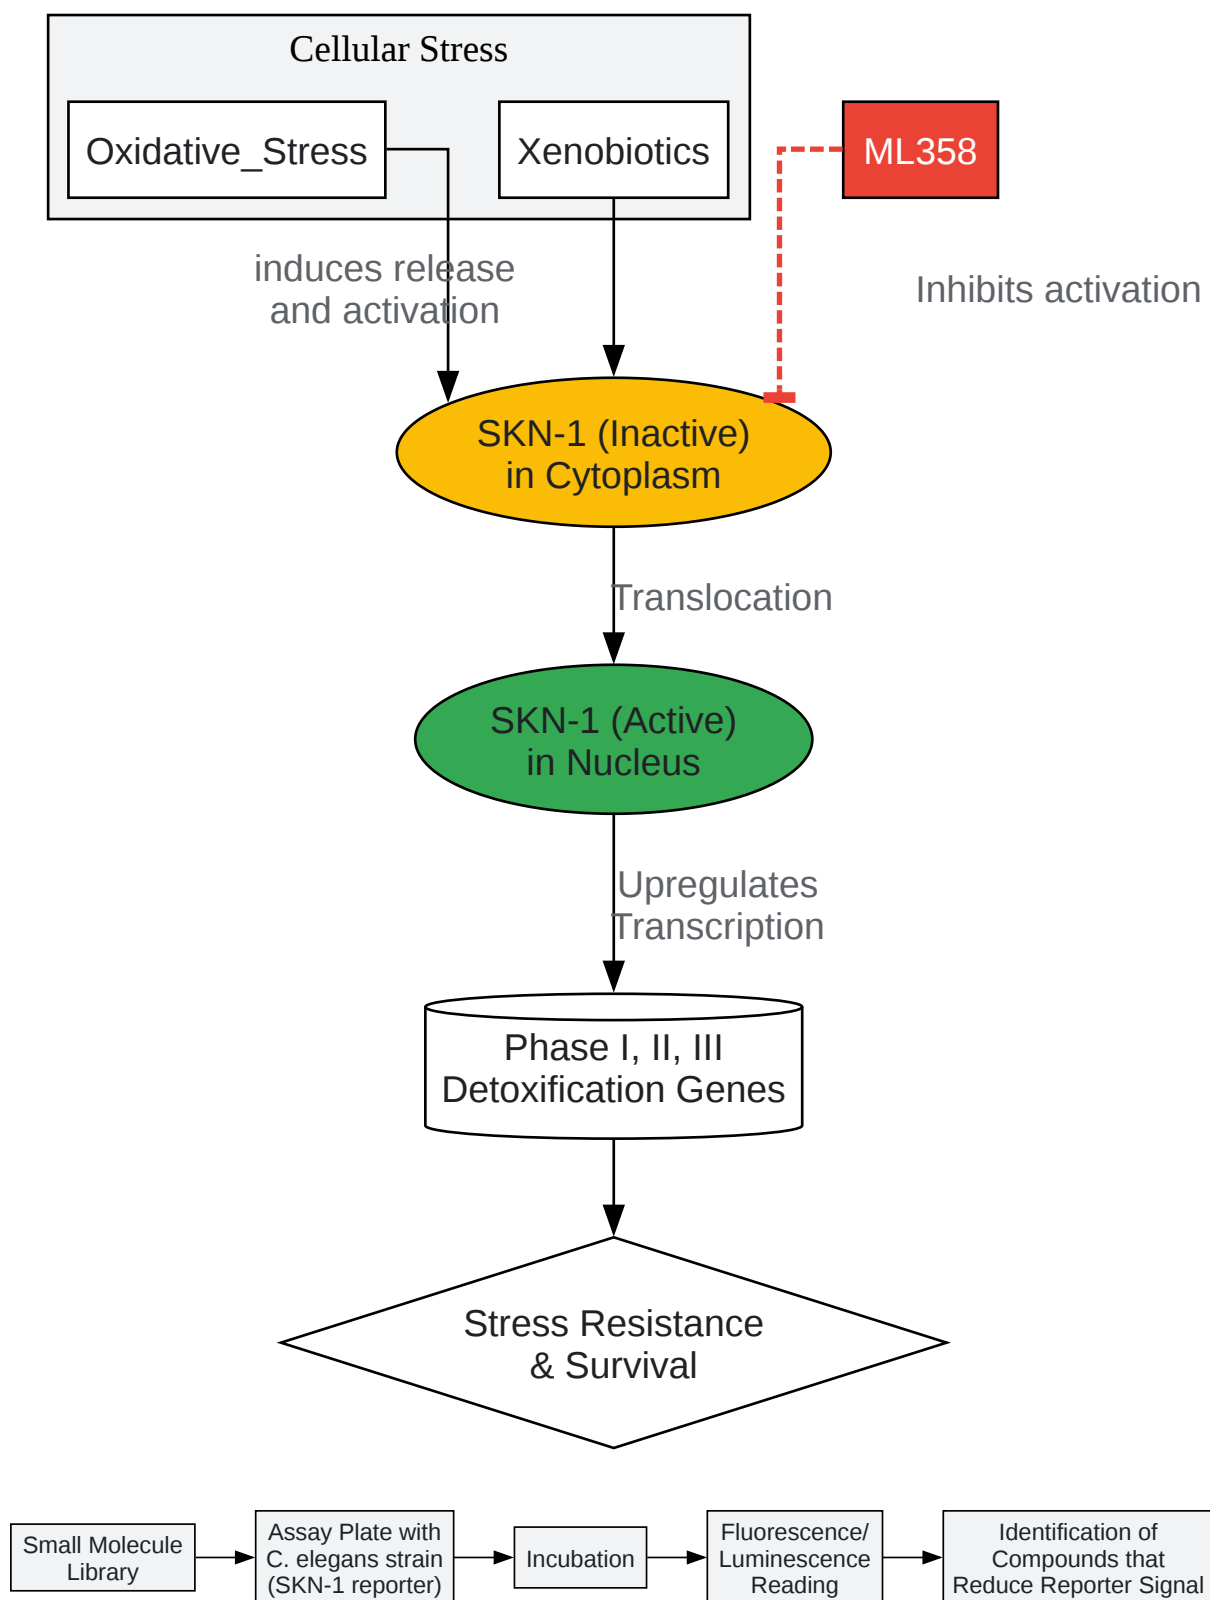 Cellular Stress
Oxidative_Stress
Xenobiotics
ML358
induces release
and activation
Inhibits activation
SKN-1 (Inactive)
in Cytoplasm
Translocation
SKN-1 (Active)
in Nucleus
Upregulates
Transcription
Phase I, II, III
Detoxification Genes
Stress Resistance
& Survival
Small Molecule
Library
Assay Plate with
C. elegans strain
(SKN-1 reporter)
Incubation
Fluorescence/
Luminescence
Reading
Identification of
Compounds that
Reduce Reporter Signal